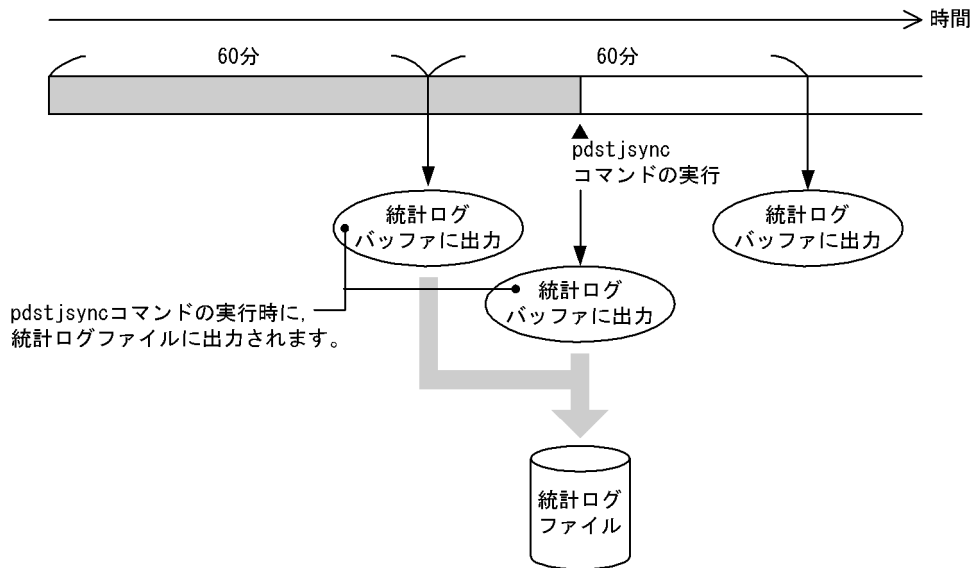 時間
60分
60分
pdstjsync
コマンドの実行
統計ログ
バッファに出力
統計ログ
バッファに出力
統計ログ
バッファに出力
pdstjsyncコマンドの実行時に,
統計ログファイルに出力されます。
統計ログ
ファイル